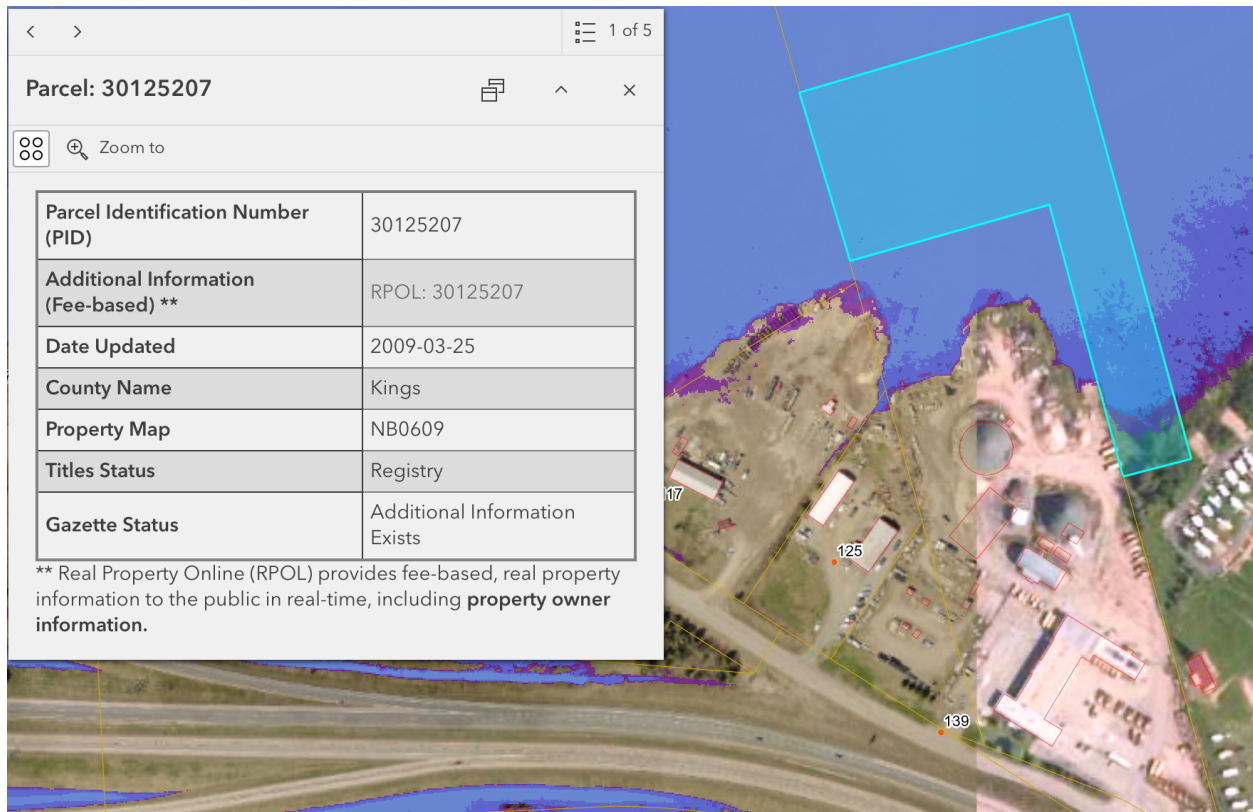 1 of 5
Parcel: 30125207
Zoom to
Parcel Identification Number
(PID)
30125207
Additional Information
(Fee-based) **
RPOL: 30125207
Date Updated
2009-03-25
County Name
Kings
Property Map
NB0609
Titles Status
Registry
Gazette Status
Additional Information
Exists
** Real Property Online (RPOL) provides fee-based, real property
information to the public in real-time, including property owner
information.
17
125
139